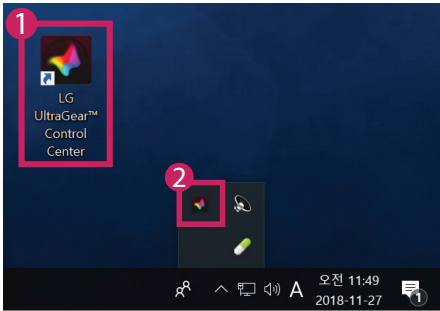 1
LG
UltraGear™
Control
Center
2
A
오전 11:49
2018-11-27
1